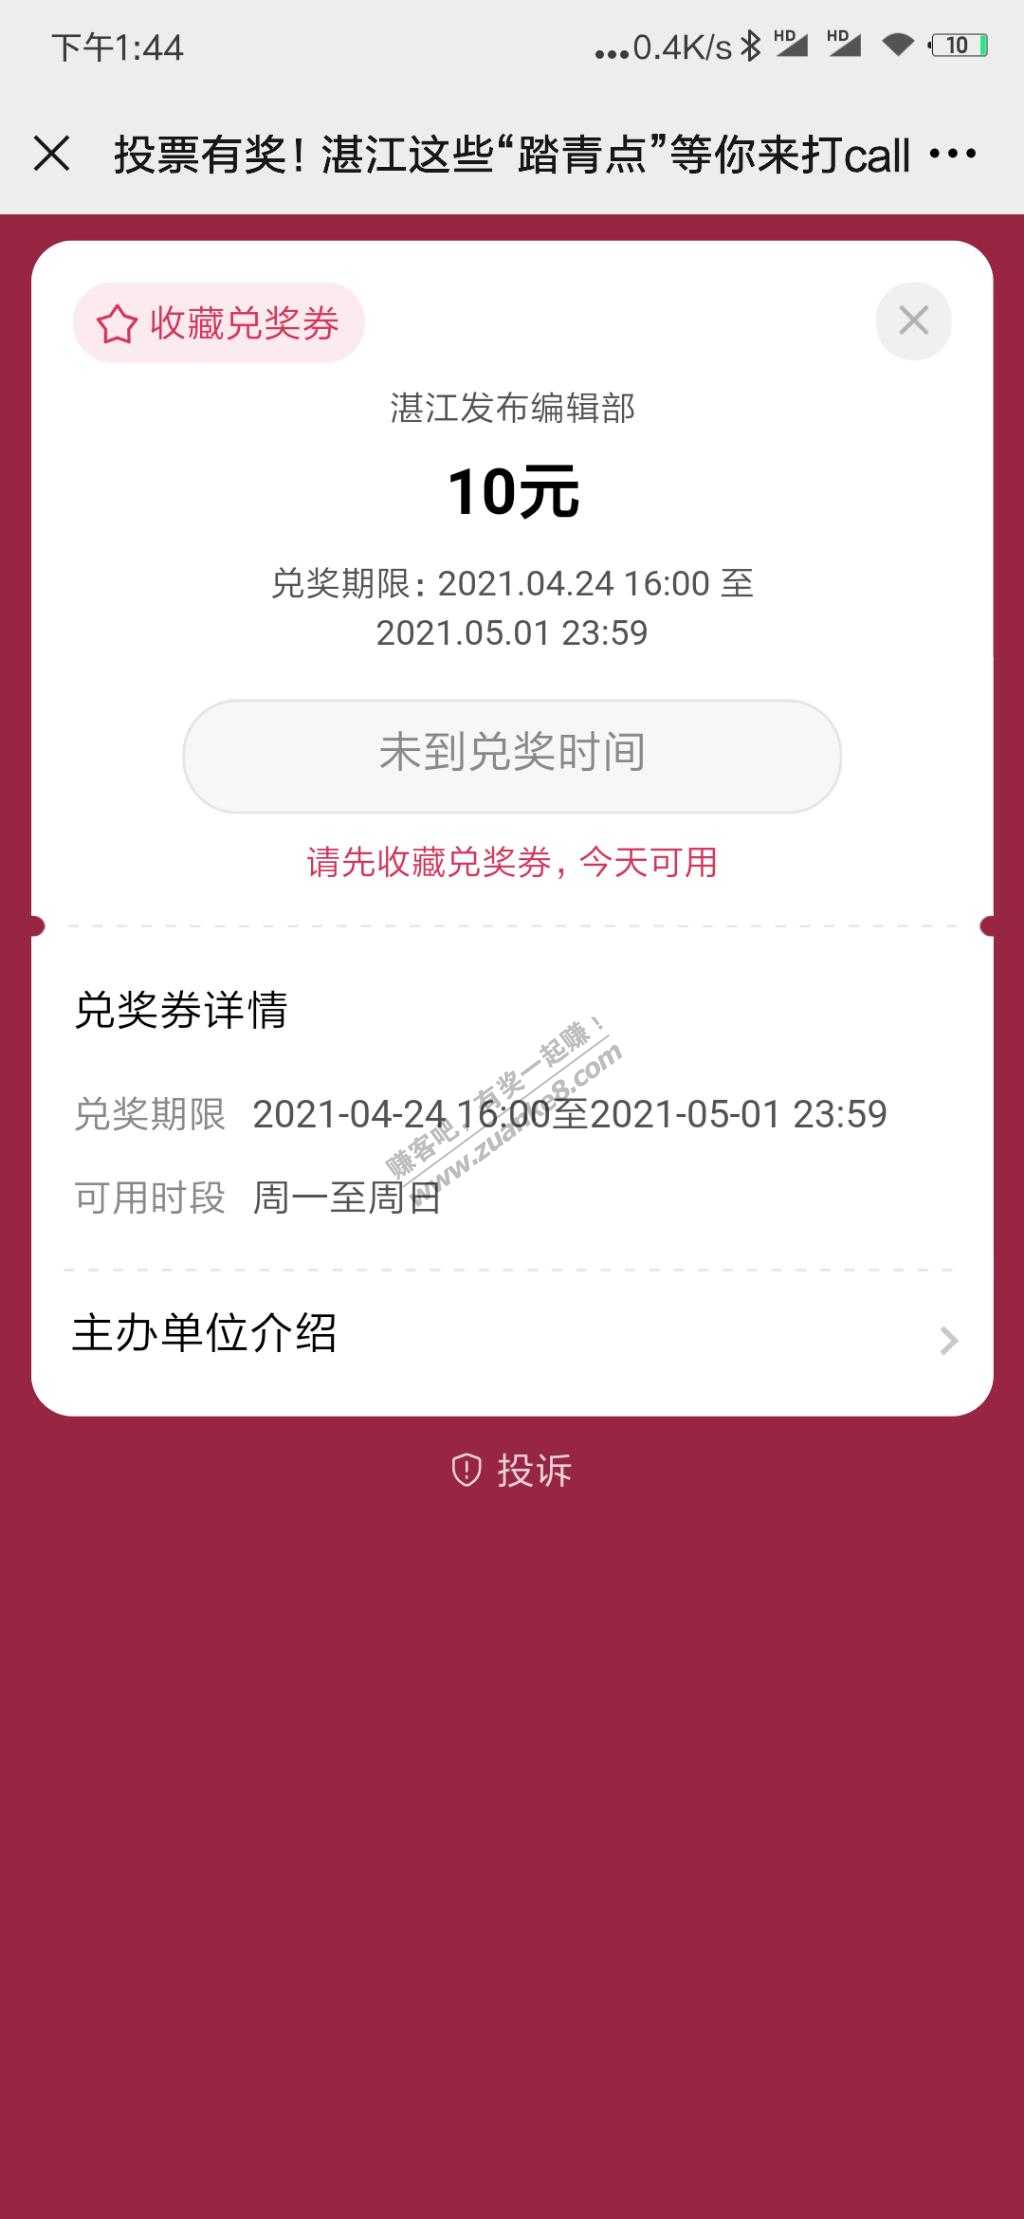 下午1:44
...0.4K/s HD HD 10
投票有奖！湛江这些“踏青点”等你来打call ...
收藏兑奖券
湛江发布编辑部
10元
兑奖期限：2021.04.24 16:00 至
2021.05.01 23:59
未到兑奖时间
请先收藏兑奖券，今天可用
兑奖券详情
赚客吧，有奖一起赚！
www.zuanke8.com
兑奖期限 2021-04-24 16:00至2021-05-01 23:59
可用时段 周一至周日
主办单位介绍
投诉